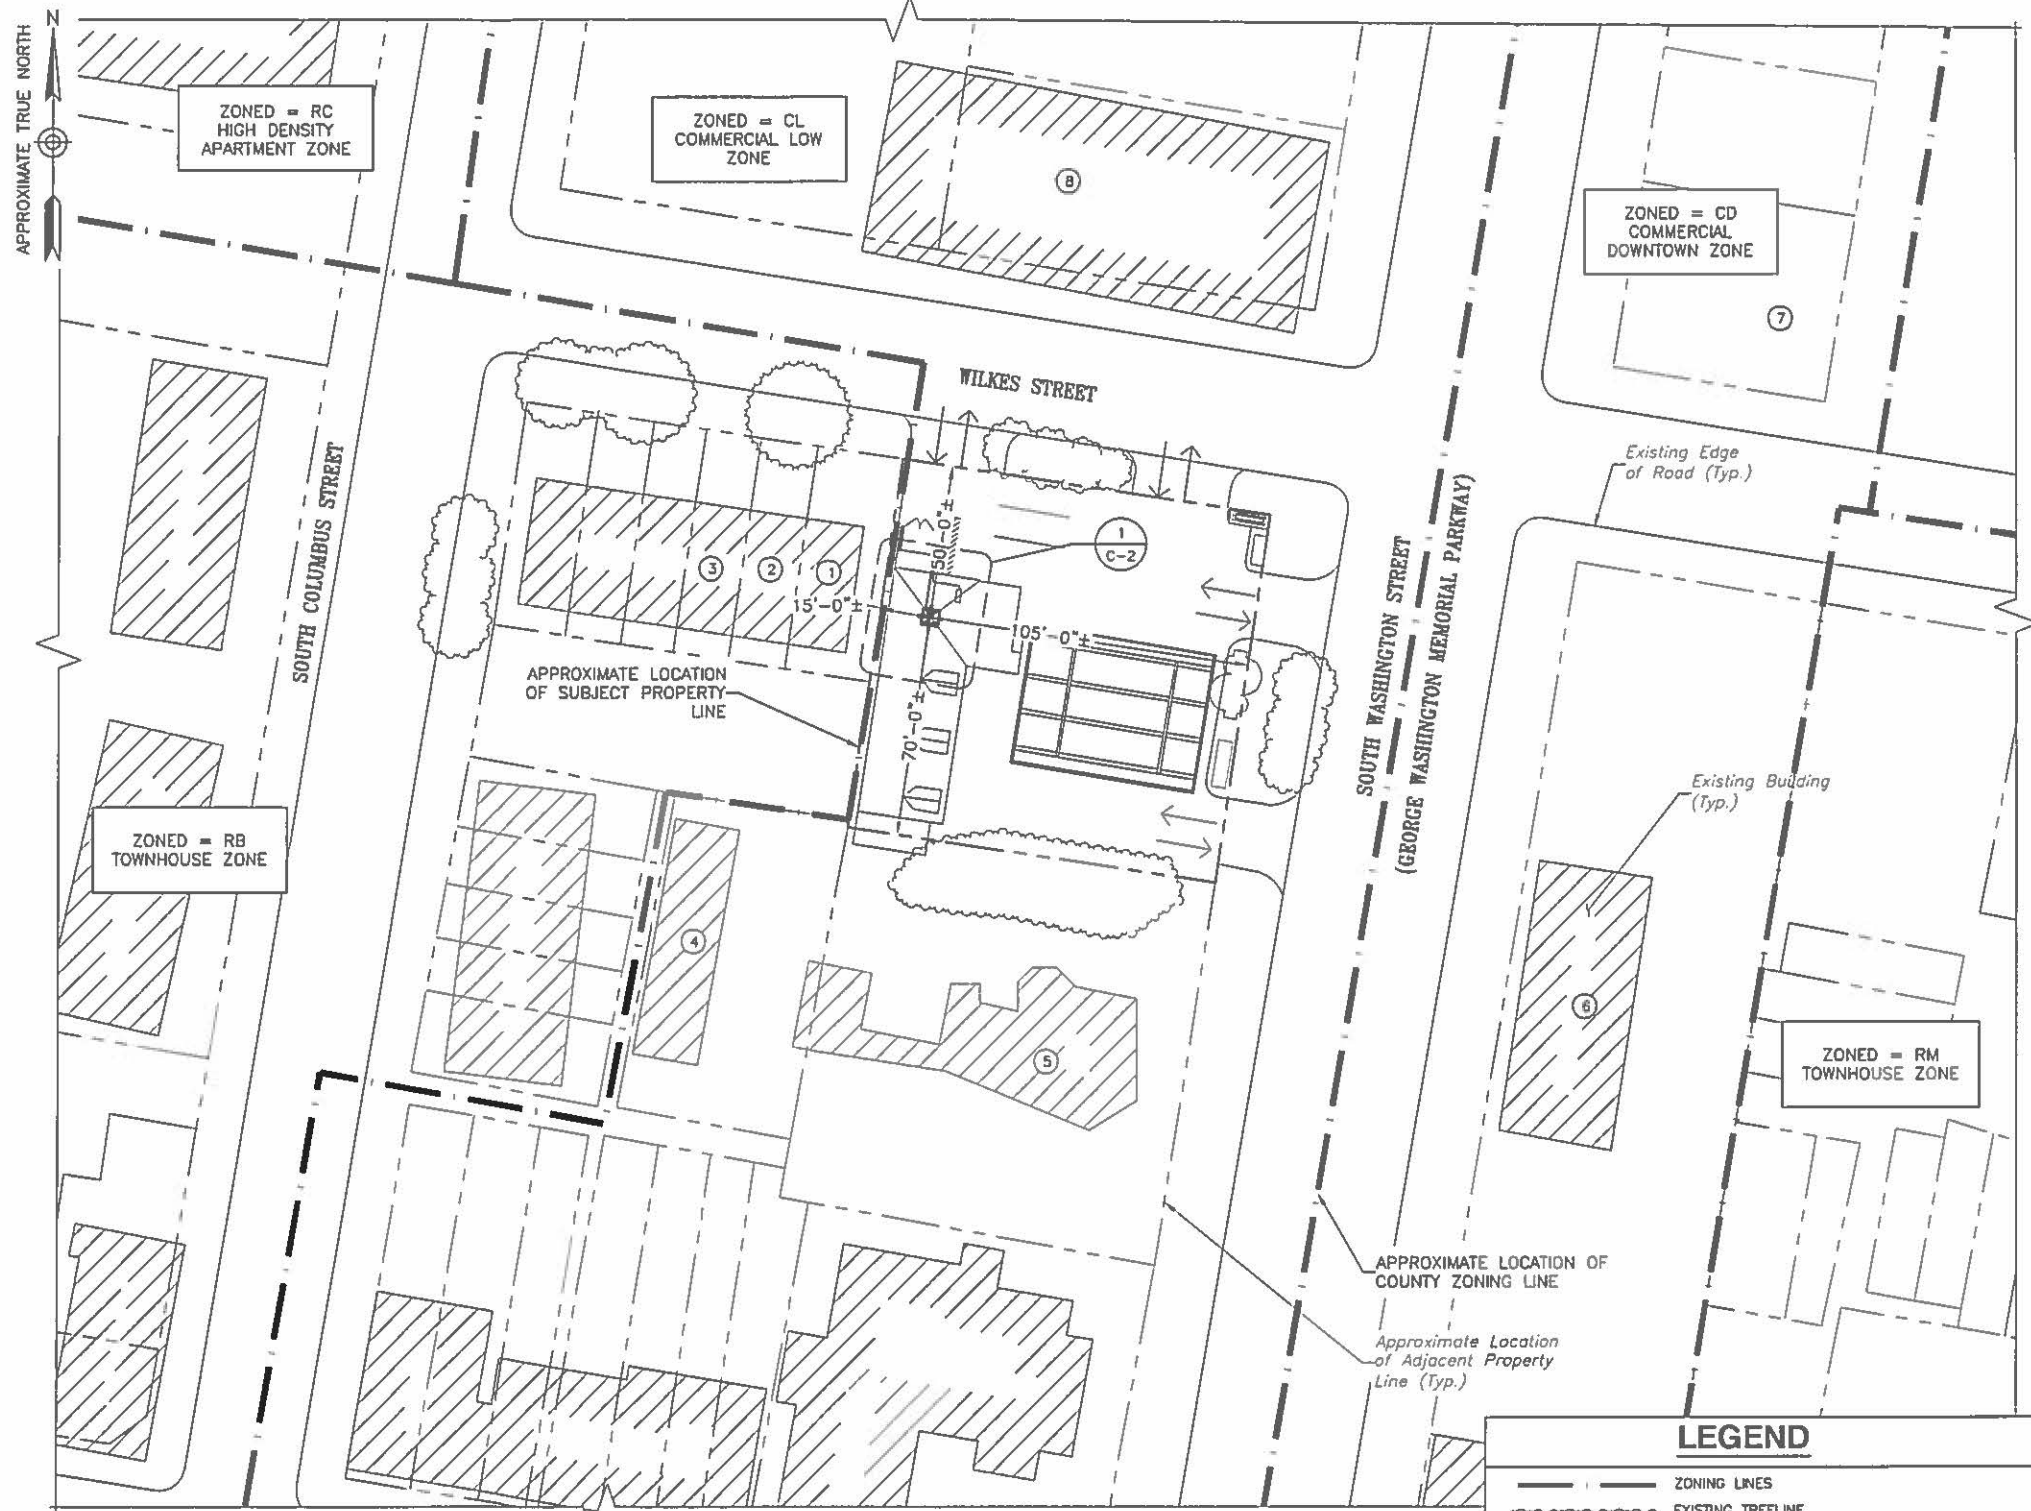 N
APPROXIMATE TRUE NORTH
ZONED = RC
HIGH DENSITY
APARTMENT ZONE
ZONED = CL
COMMERCIAL LOW
ZONE
8
ZONED = CD
COMMERCIAL
DOWNTOWN ZONE
7
WILKES STREET
Existing Edge
of Road (Typ.)
SOUTH COLUMBUS STREET
50'-0"±
1
C-2
3
2
1
15'-0"±
105'-0"±
70'-0"±
APPROXIMATE LOCATION
OF SUBJECT PROPERTY
LINE
SOUTH WASHINGTON STREET
(GEORGE WASHINGTON MEMORIAL PARKWAY)
Existing Building
(Typ.)
ZONED = RB
TOWNHOUSE ZONE
4
5
6
ZONED = RM
TOWNHOUSE ZONE
APPROXIMATE LOCATION OF
COUNTY ZONING LINE
Approximate Location
of Adjacent Property
Line (Typ.)
LEGEND
ZONING LINES
EXISTING TREELINE